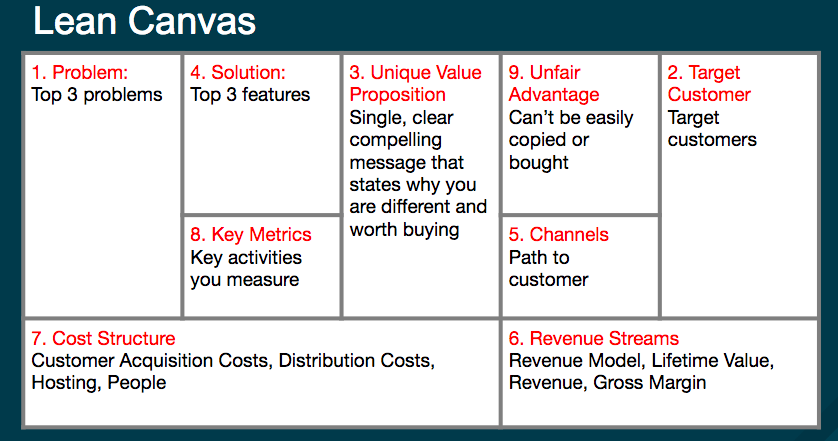 Lean Canvas
1. Problem:
Top 3 problems
4. Solution:
Top 3 features
8. Key Metrics
Key activities
you measure
3. Unique Value
Proposition
Single, clear
compelling
message that
states why you
are different and
worth buying
9. Unfair
Advantage
Can’t be easily
copied or
bought
5. Channels
Path to
customer
2. Target
Customer
Target
customers
7. Cost Structure
Customer Acquisition Costs, Distribution Costs,
Hosting, People
6. Revenue Streams
Revenue Model, Lifetime Value,
Revenue, Gross Margin